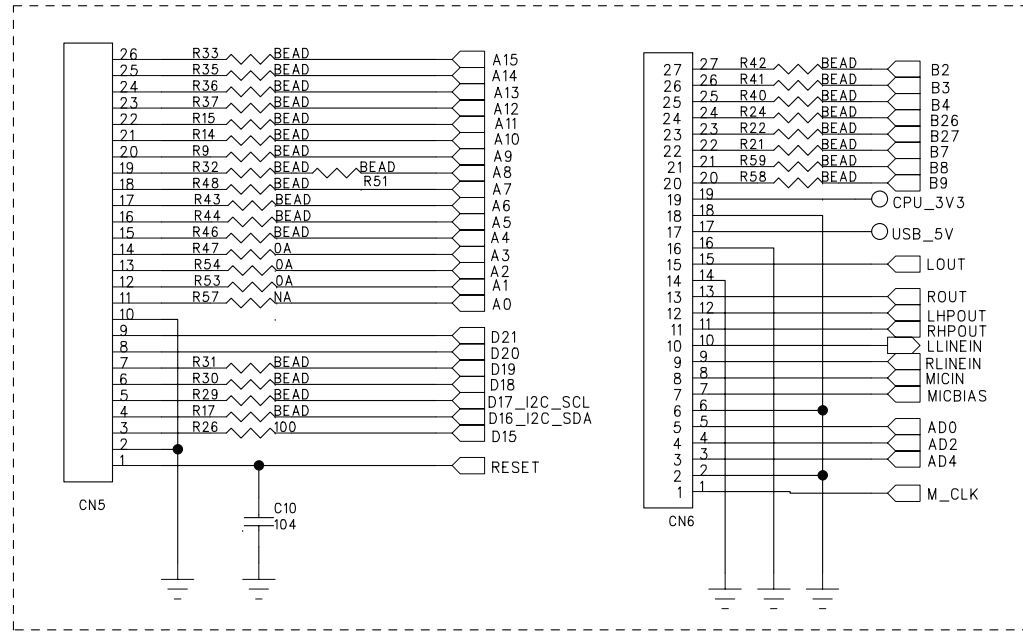 26 R33 BEAD A15
25 R35 BEAD A14
24 R36 BEAD A13
23 R37 BEAD A12
22 R15 BEAD A11
21 R14 BEAD A10
20 R9 BEAD A9
19 R32 BEAD BEAD A8
R51
18 R48 BEAD A7
17 R43 BEAD A6
16 R44 BEAD A5
15 R46 BEAD A4
14 R47 0A A3
13 R54 0A A2
12 R53 0A A1
11 R57 NA A0
10
9 D21
8 D20
7 R31 BEAD D19
6 R30 BEAD D18
5 R29 BEAD D17_I2C_SCL
4 R17 BEAD D16_I2C_SDA
3 R26 100 D15
2
1 RESET
CN5
C10
104
27 27 R42 BEAD B2
26 26 R41 BEAD B3
25 25 R40 BEAD B4
24 24 R24 BEAD B26
23 23 R22 BEAD B27
22 22 R21 BEAD B7
21 21 R59 BEAD B8
20 20 R58 BEAD B9
19 19 CPU_3V3
18 18
17 17 USB_5V
16 16
15 15 LOUT
14 14
13 13 ROUT
12 12 LHPOUT
11 11 RHPOUT
10 10 LLINEIN
9 9 RLINEIN
8 8 MICIN
7 7 MICBIAS
6 6
5 5 AD0
4 4 AD2
3 3 AD4
2 2
1 1 M_CLK
CN6